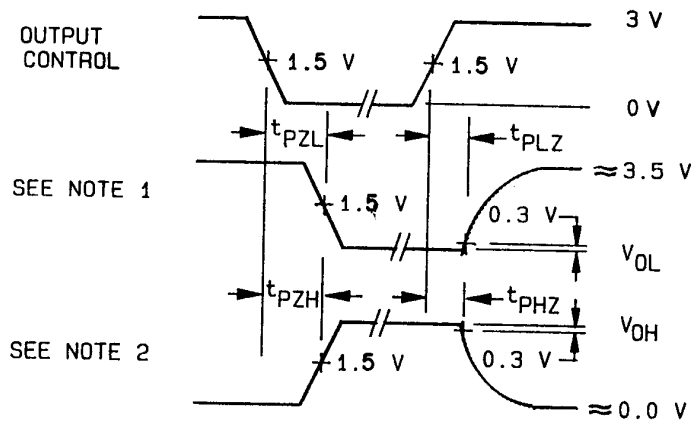 OUTPUT
CONTROL
3 V
1.5 V
1.5 V
0 V
tPZL
tPLZ
SEE NOTE 1
≈ 3.5 V
1.5 V
0.3 V
VOL
tPZH
tPHZ
VOH
SEE NOTE 2
1.5 V
0.3 V
≈ 0.0 V